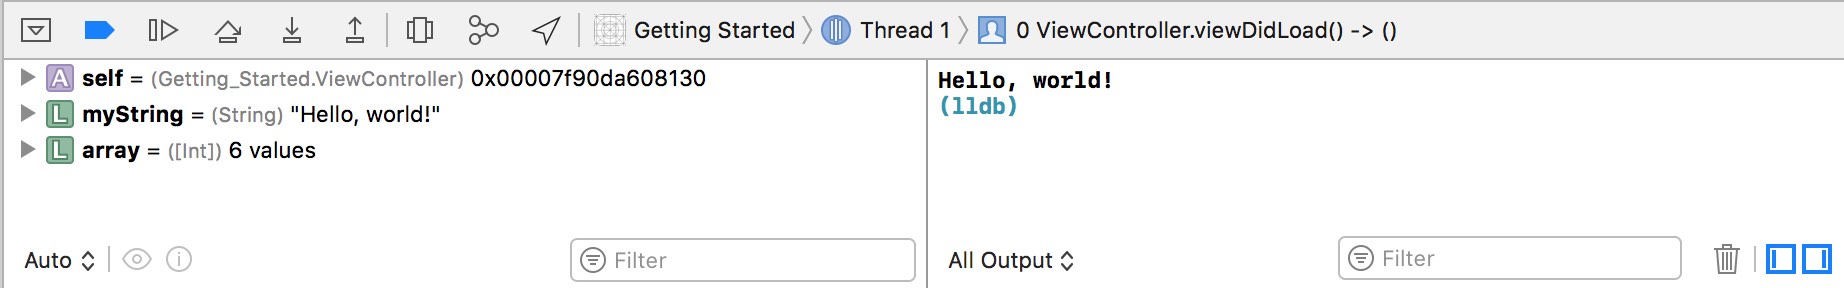 Getting Started Thread 1 0 ViewController.viewDidLoad() -> ()
A self = (Getting_Started.ViewController) 0x00007f90da608130
L myString = (String) "Hello, world!"
L array = ([Int]) 6 values
Auto Filter
Hello, world!
(lldb)
All Output Filter